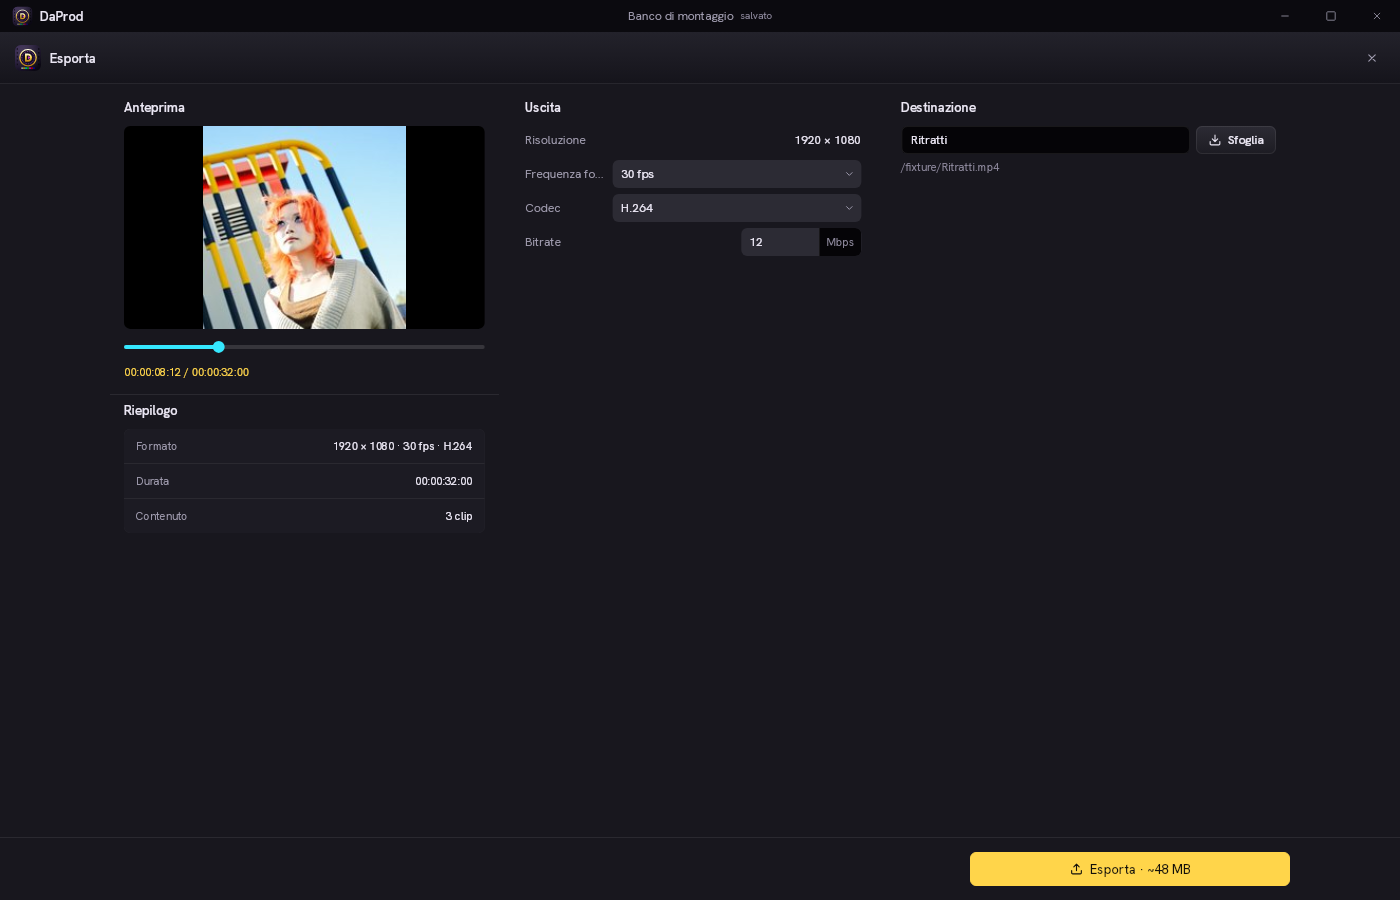 DaProd
Banco di montaggio salvato
Esporta
Anteprima
00:00:08:12 / 00:00:32:00
Riepilogo
Formato 1920 × 1080 · 30 fps · H.264
Durata 00:00:32:00
Contenuto 3 clip
Uscita
Risoluzione 1920 × 1080
Frequenza fo... 30 fps
Codec H.264
Bitrate 12 Mbps
Destinazione
Ritratti Sfoglia
/fixture/Ritratti.mp4
Esporta · ~48 MB